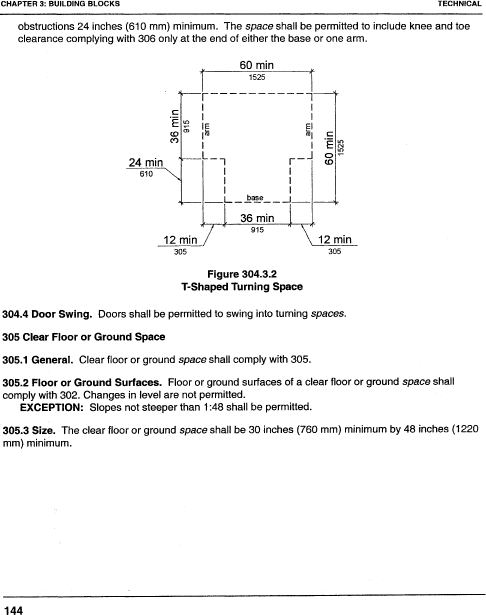 CHAPTER 3: BUILDING BLOCKS TECHNICAL
obstructions 24 inches (610 mm) minimum. The space shall be permitted to include knee and toe
clearance complying with 306 only at the end of either the base or one arm.
60 min
1525
36 min
915
arm
arm
60 min
1525
24 min
610
base
36 min
915
12 min
305
12 min
305
Figure 304.3.2
T-Shaped Turning Space
304.4 Door Swing. Doors shall be permitted to swing into turning spaces.
305 Clear Floor or Ground Space
305.1 General. Clear floor or ground space shall comply with 305.
305.2 Floor or Ground Surfaces. Floor or ground surfaces of a clear floor or ground space shall
comply with 302. Changes in level are not permitted.
EXCEPTION: Slopes not steeper than 1:48 shall be permitted.
305.3 Size. The clear floor or ground space shall be 30 inches (760 mm) minimum by 48 inches (1220
mm) minimum.
144